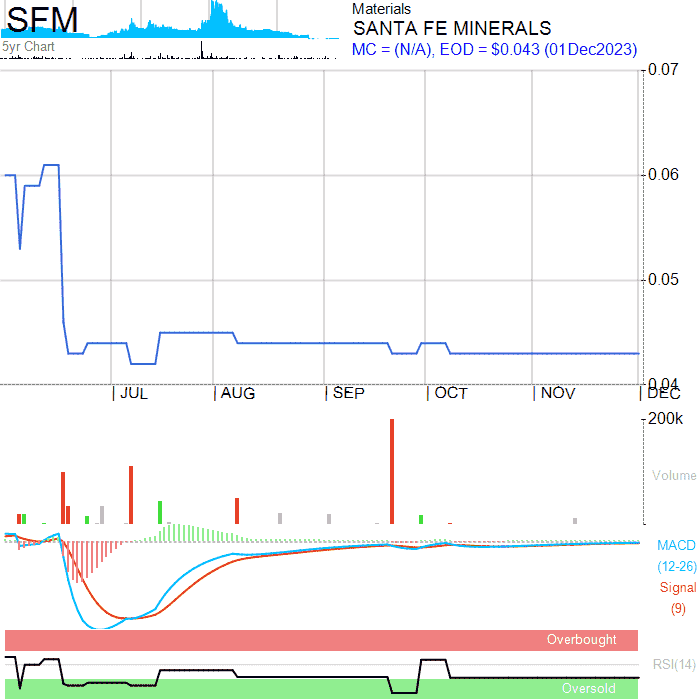 SFM
Materials
SANTA FE MINERALS
MC = (N/A), EOD = $0.043 (01Dec2023)
5yr Chart
0.07
0.06
0.05
0.04
JUL AUG SEP OCT NOV DEC
200k
Volume
MACD
(12-26)
Signal
(9)
Overbought
RSI(14)
Oversold